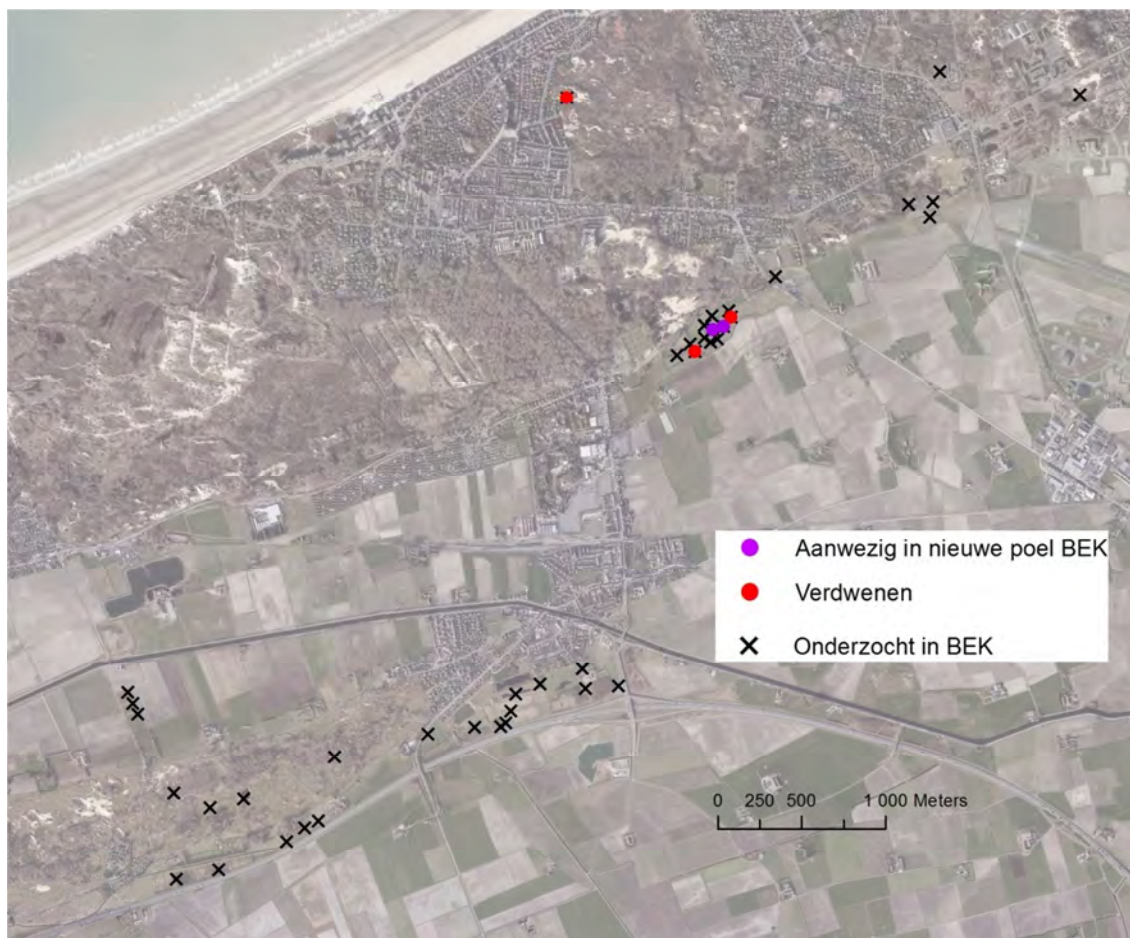 Aanwezig in nieuwe poel BEK
Verdwenen
Onderzocht in BEK
0 250 500 1 000 Meters